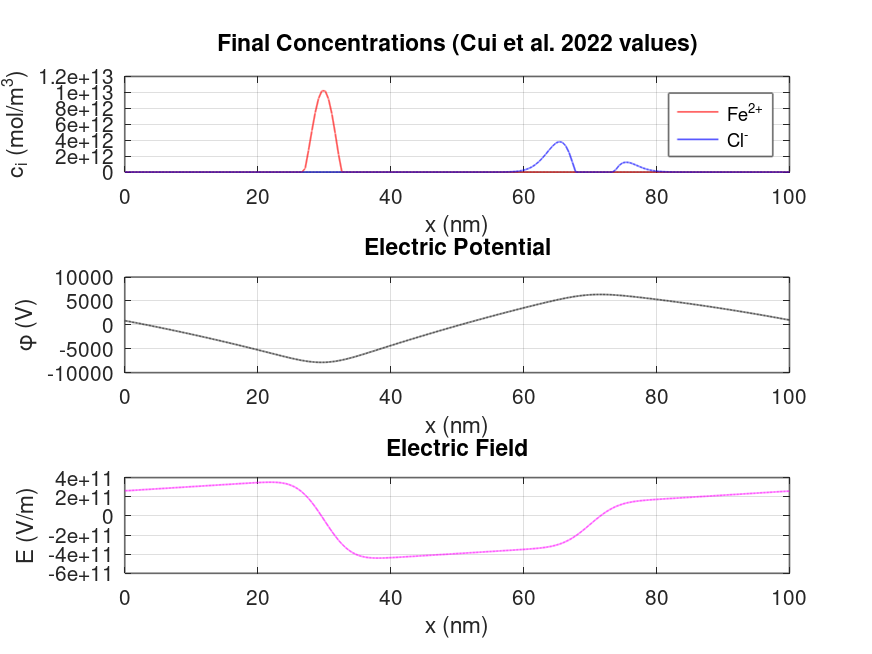 Final Concentrations (Cui et al. 2022 values)
c_i (mol/m^3)
1.2e+13
1e+13
8e+12
6e+12
4e+12
2e+12
0
Fe^2+
Cl^-
0 20 40 60 80 100
x (nm)
Electric Potential
φ (V)
10000
5000
0
-5000
-10000
0 20 40 60 80 100
x (nm)
Electric Field
E (V/m)
4e+11
2e+11
0
-2e+11
-4e+11
-6e+11
0 20 40 60 80 100
x (nm)